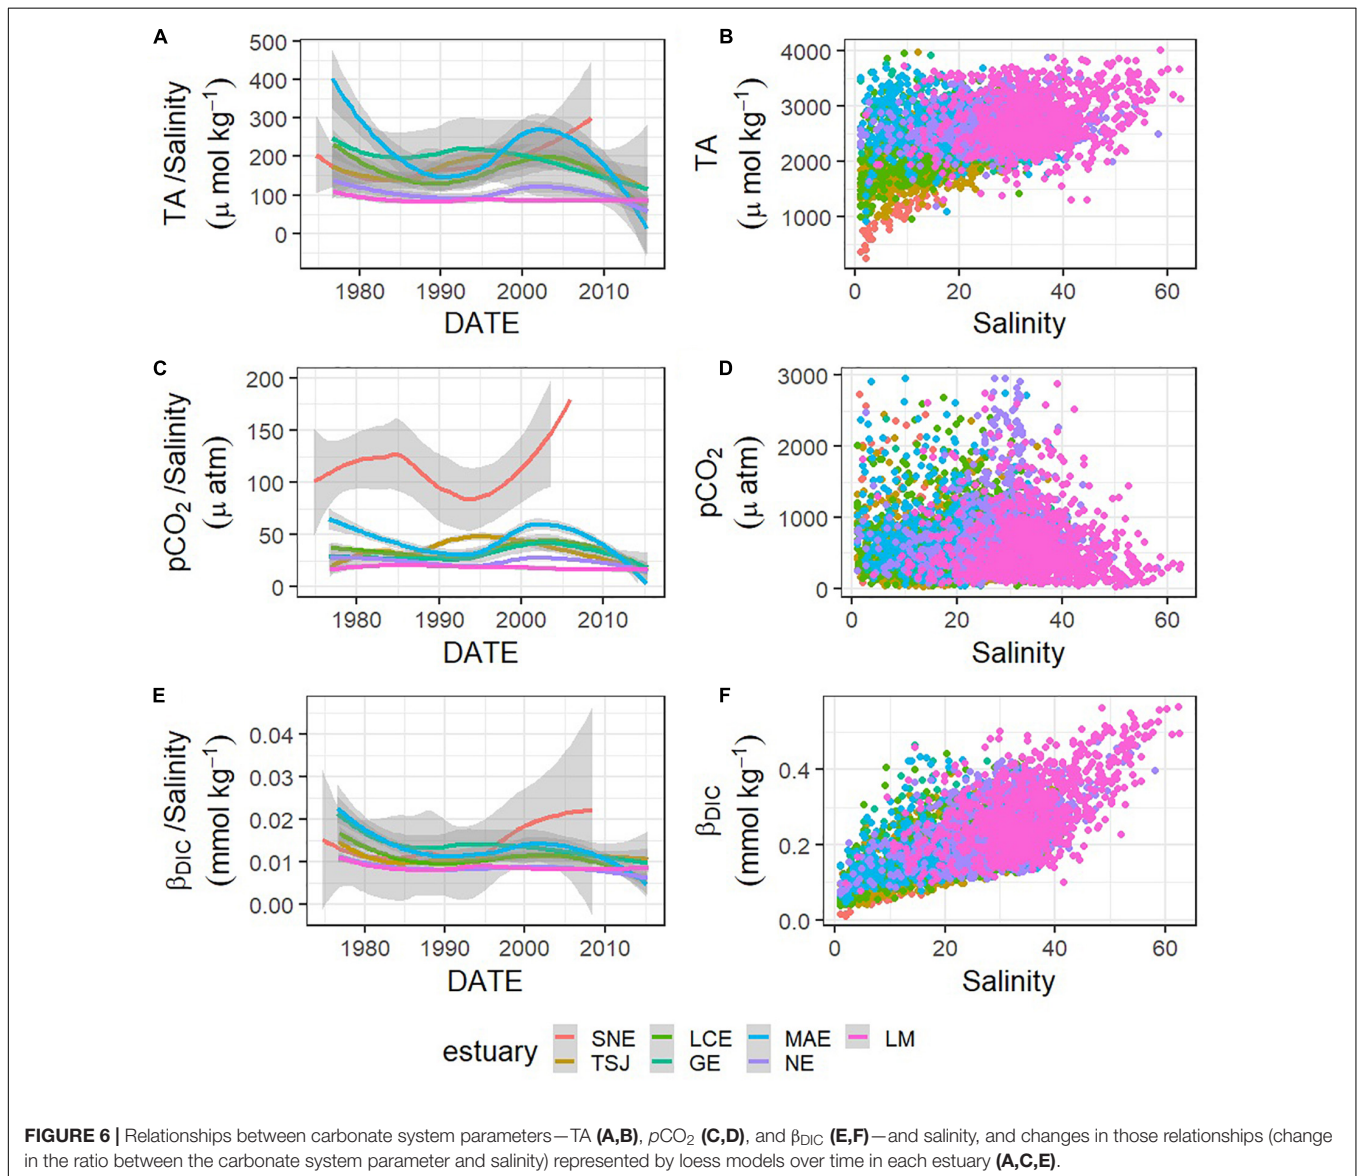 A
500
400
300
200
100
0
TA /Salinity
(μ mol kg⁻¹)
1980 1990 2000 2010
DATE
B
4000
3000
2000
1000
TA
(μ mol kg⁻¹)
0 20 40 60
Salinity
C
200
150
100
50
0
pCO₂ /Salinity
(μ atm)
1980 1990 2000 2010
DATE
D
3000
2000
1000
0
pCO₂
(μ atm)
0 20 40 60
Salinity
E
0.04
0.03
0.02
0.01
0.00
β_DIC /Salinity
(mmol kg⁻¹)
1980 1990 2000 2010
DATE
F
0.4
0.2
0.0
β_DIC
(mmol kg⁻¹)
0 20 40 60
Salinity
estuary
SNE LCE MAE LM
TSJ GE NE
FIGURE 6 | Relationships between carbonate system parameters—TA (A,B), pCO₂ (C,D), and β_DIC (E,F)—and salinity, and changes in those relationships (change
in the ratio between the carbonate system parameter and salinity) represented by loess models over time in each estuary (A,C,E).